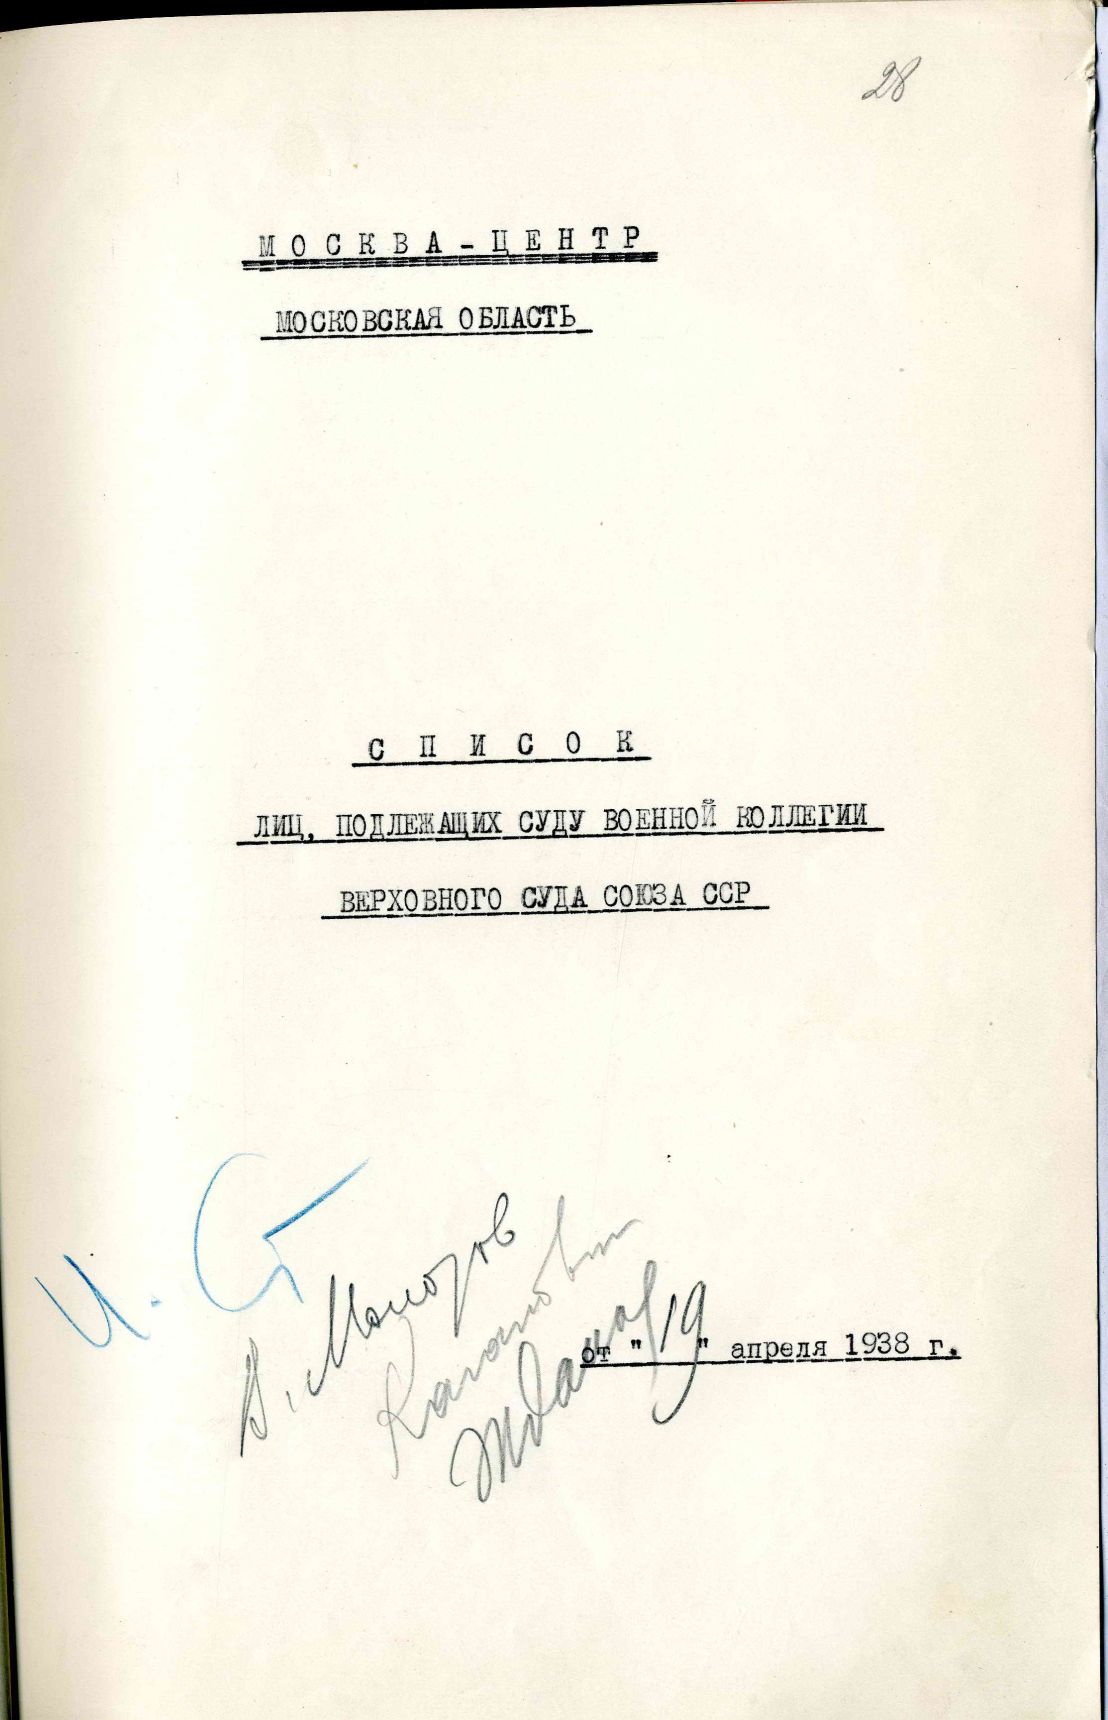 28
МОСКВА-ЦЕНТР
МОСКОВСКАЯ ОБЛАСТЬ
СПИСОК
ЛИЦ, ПОДЛЕЖАЩИХ СУДУ ВОЕННОЙ КОЛЛЕГИИ
ВЕРХОВНОГО СУДА СОЮЗА ССР
И. Ст
В. Молотов
Каганович
Жданов
от "19" апреля 1938 г.